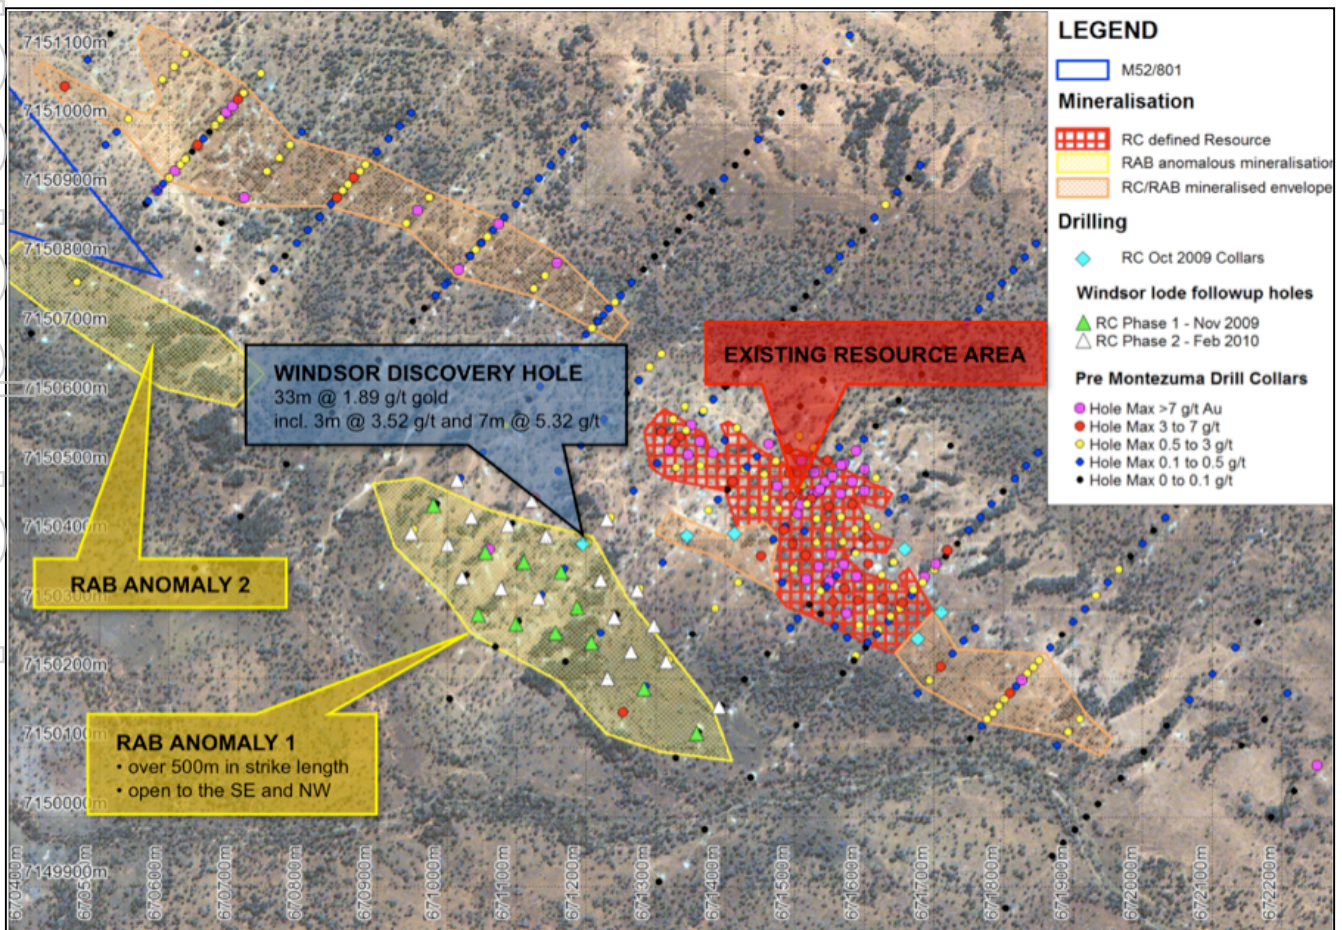 7151100m
7151000m
7150900m
7150800m
7150700m
7150600m
7150500m
7150400m
7150300m
7150200m
7150100m
7150000m
7149900m
WINDSOR DISCOVERY HOLE
33m @ 1.89 g/t gold
incl. 3m @ 3.52 g/t and 7m @ 5.32 g/t
EXISTING RESOURCE AREA
RAB ANOMALY 2
RAB ANOMALY 1
• over 500m in strike length
• open to the SE and NW
LEGEND
M52/801
Mineralisation
RC defined Resource
RAB anomalous mineralisation
RC/RAB mineralised envelope
Drilling
RC Oct 2009 Collars
Windsor lode followup holes
RC Phase 1 - Nov 2009
RC Phase 2 - Feb 2010
Pre Montezuma Drill Collars
Hole Max >7 g/t Au
Hole Max 3 to 7 g/t
Hole Max 0.5 to 3 g/t
Hole Max 0.1 to 0.5 g/t
Hole Max 0 to 0.1 g/t
670400m
670500m
670600m
670700m
670800m
670900m
671000m
671100m
671200m
671300m
671400m
671500m
671600m
671700m
671800m
671900m
672000m
672100m
672200m